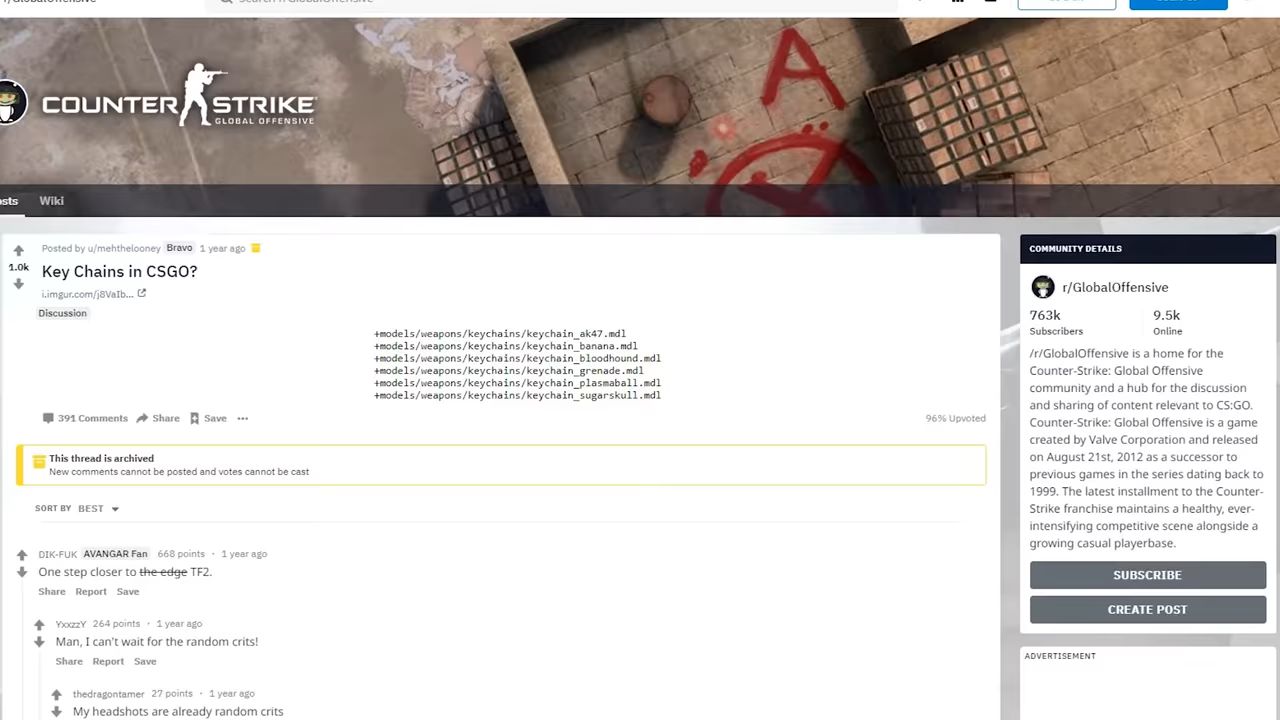 COUNTER STRIKE
GLOBAL OFFENSIVE
A
Wiki
Posted by u/mehthelooney Bravo 1 year ago
1.0k
Key Chains in CSGO?
i.imgur.com/j8VaIb...
Discussion
+models/weapons/keychains/keychain_ak47.mdl
+models/weapons/keychains/keychain_banana.mdl
+models/weapons/keychains/keychain_bloodhound.mdl
+models/weapons/keychains/keychain_grenade.mdl
+models/weapons/keychains/keychain_plasmaball.mdl
+models/weapons/keychains/keychain_sugarskull.mdl
391 Comments Share Save ... 96% Upvoted
This thread is archived
New comments cannot be posted and votes cannot be cast
SORT BY BEST
DIK-FUK AVANGAR Fan 668 points · 1 year ago
One step closer to the edge TF2.
Share Report Save
YxxzzY 264 points · 1 year ago
Man, I can't wait for the random crits!
Share Report Save
thedragontamer 27 points · 1 year ago
My headshots are already random crits
COMMUNITY DETAILS
r/GlobalOffensive
763k 9.5k
Subscribers Online
/r/GlobalOffensive is a home for the
Counter-Strike: Global Offensive
community and a hub for the discussion
and sharing of content relevant to CS:GO.
Counter-Strike: Global Offensive is a game
created by Valve Corporation and released
on August 21st, 2012 as a successor to
previous games in the series dating back to
1999. The latest installment to the Counter-
Strike franchise maintains a healthy, ever-
intensifying competitive scene alongside a
growing casual playerbase.
SUBSCRIBE
CREATE POST
ADVERTISEMENT